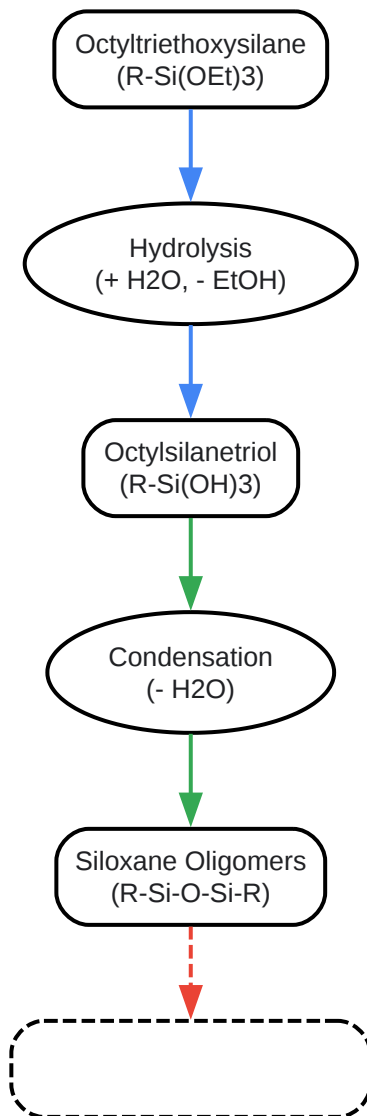 Octyltriethoxysilane
(R-Si(OEt)3)
Hydrolysis
(+ H2O, - EtOH)
Octylsilanetriol
(R-Si(OH)3)
Condensation
(- H2O)
Siloxane Oligomers
(R-Si-O-Si-R)